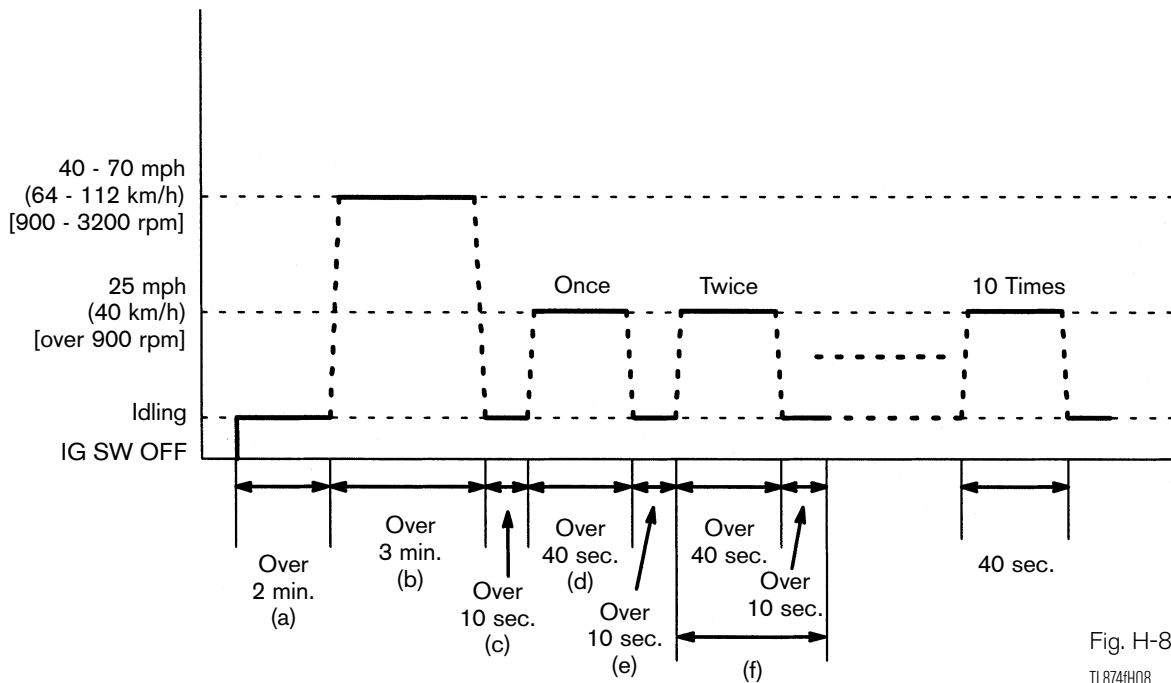 40 - 70 mph
(64 - 112 km/h)
[900 - 3200 rpm]
25 mph
(40 km/h)
[over 900 rpm]
Once
Twice
10 Times
Idling
IG SW OFF
Over
2 min.
(a)
Over
3 min.
(b)
Over
10 sec.
(c)
Over
40 sec.
(d)
Over
10 sec.
(e)
Over
40 sec.
Over
10 sec.
(f)
40 sec.
Fig. H-8
TL874fH08